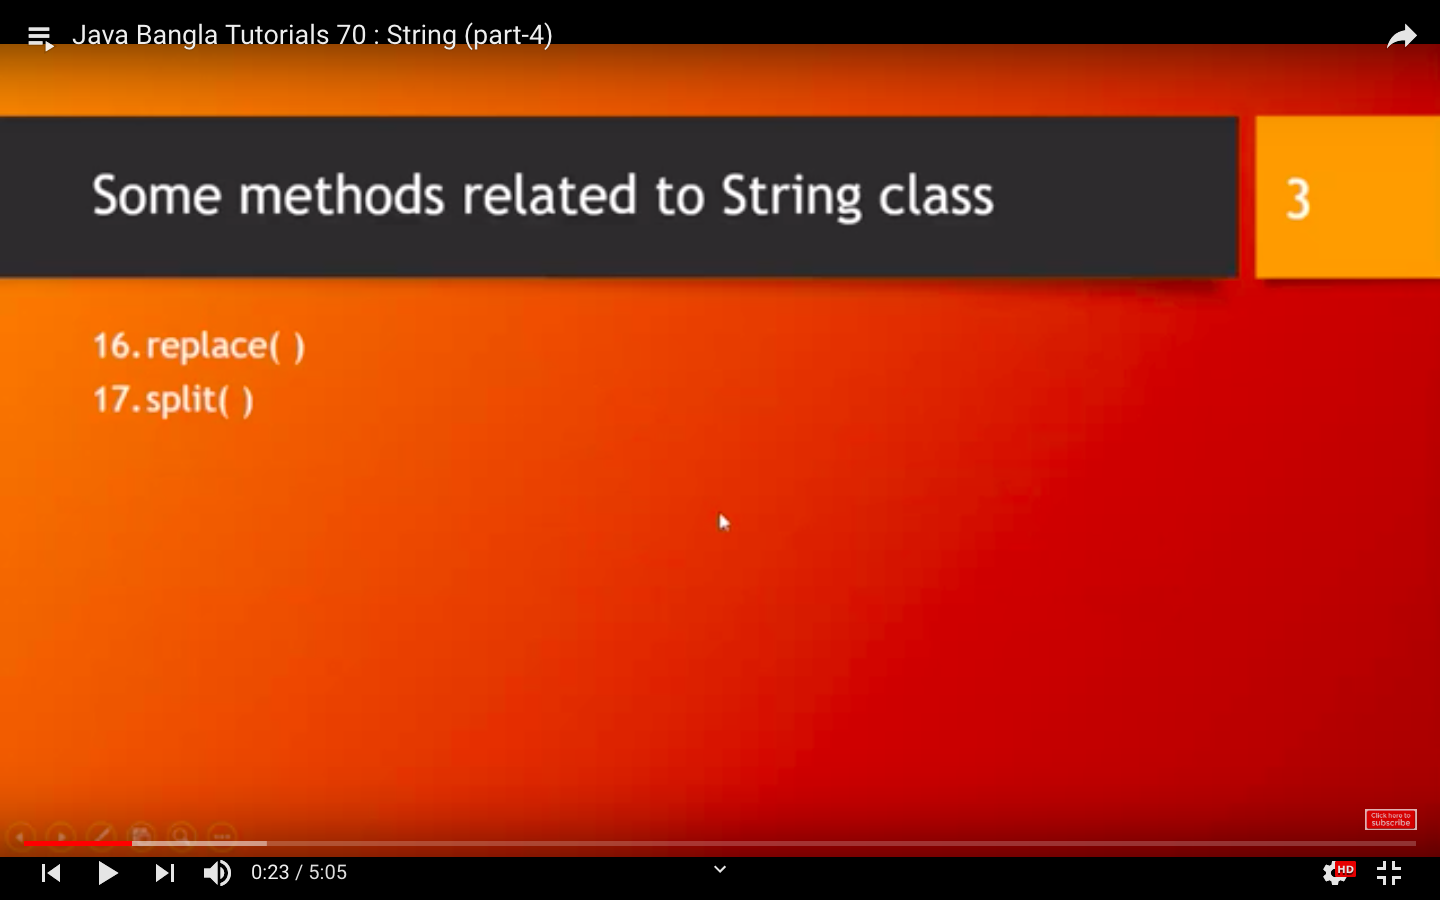 Java Bangla Tutorials 70 : String (part-4)
Some methods related to String class
3
16. replace( )
17. split( )
Click here to
subscribe
0:23 / 5:05
HD